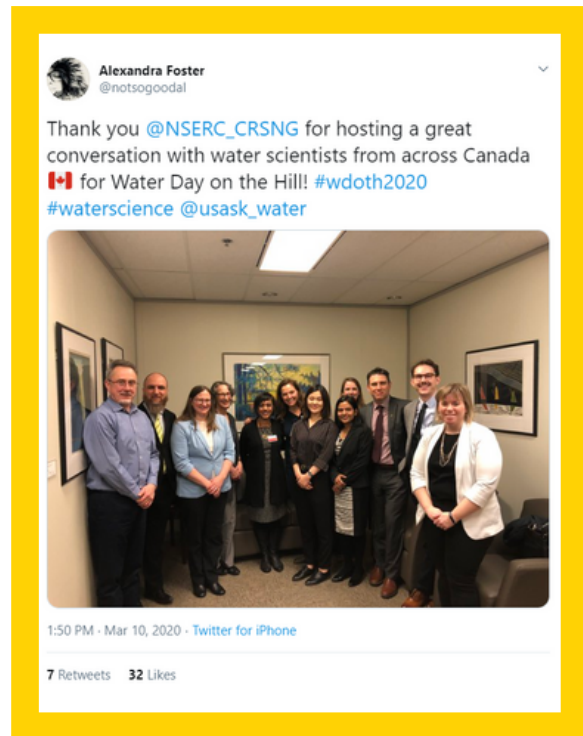 Alexandra Foster
@notsogoodal
Thank you @NSERC_CRSNG for hosting a great
conversation with water scientists from across Canada
🇨🇦 for Water Day on the Hill! #wdoth2020
#waterscience @usask_water
1:50 PM · Mar 10, 2020 · Twitter for iPhone
7 Retweets 32 Likes